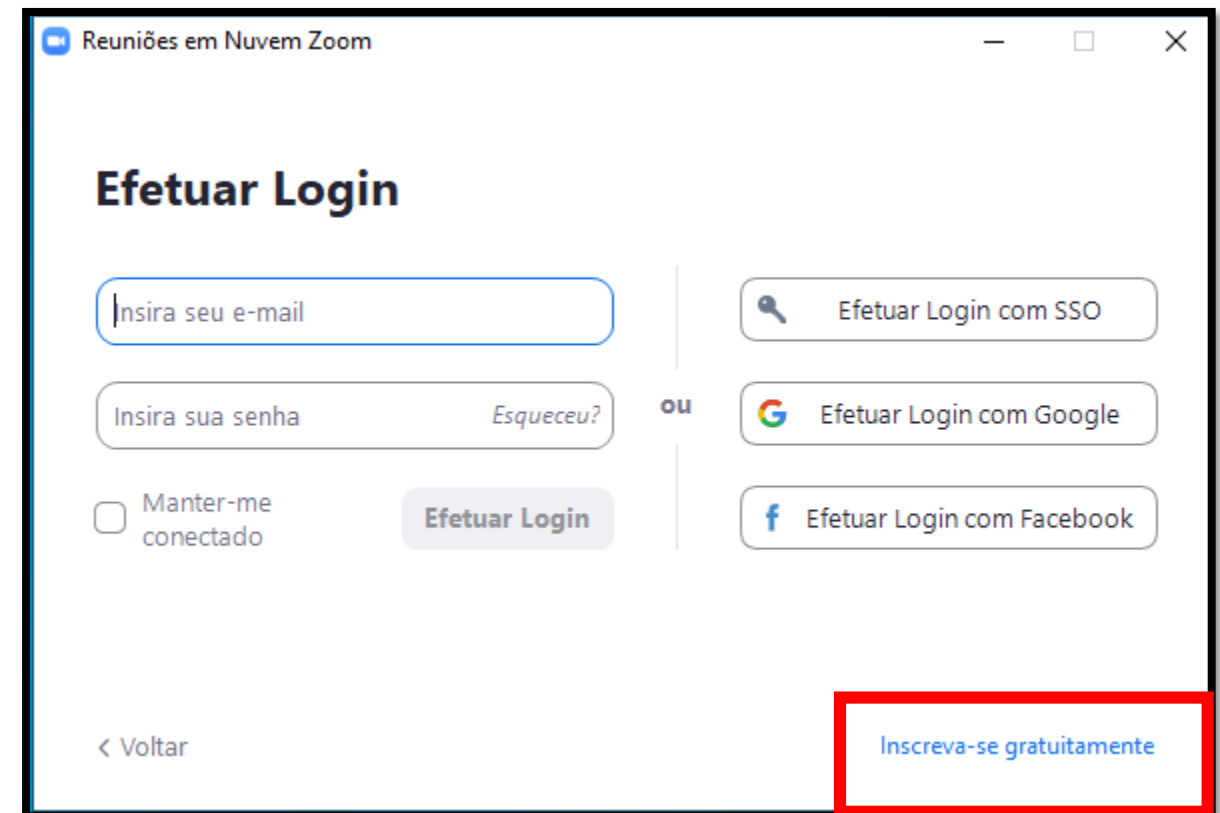 Reuniões em Nuvem Zoom
Efetuar Login
Insira seu e-mail
Insira sua senha
Esqueceu?
Manter-me
conectado
Efetuar Login
ou
Efetuar Login com SSO
Efetuar Login com Google
Efetuar Login com Facebook
< Voltar
Inscreva-se gratuitamente